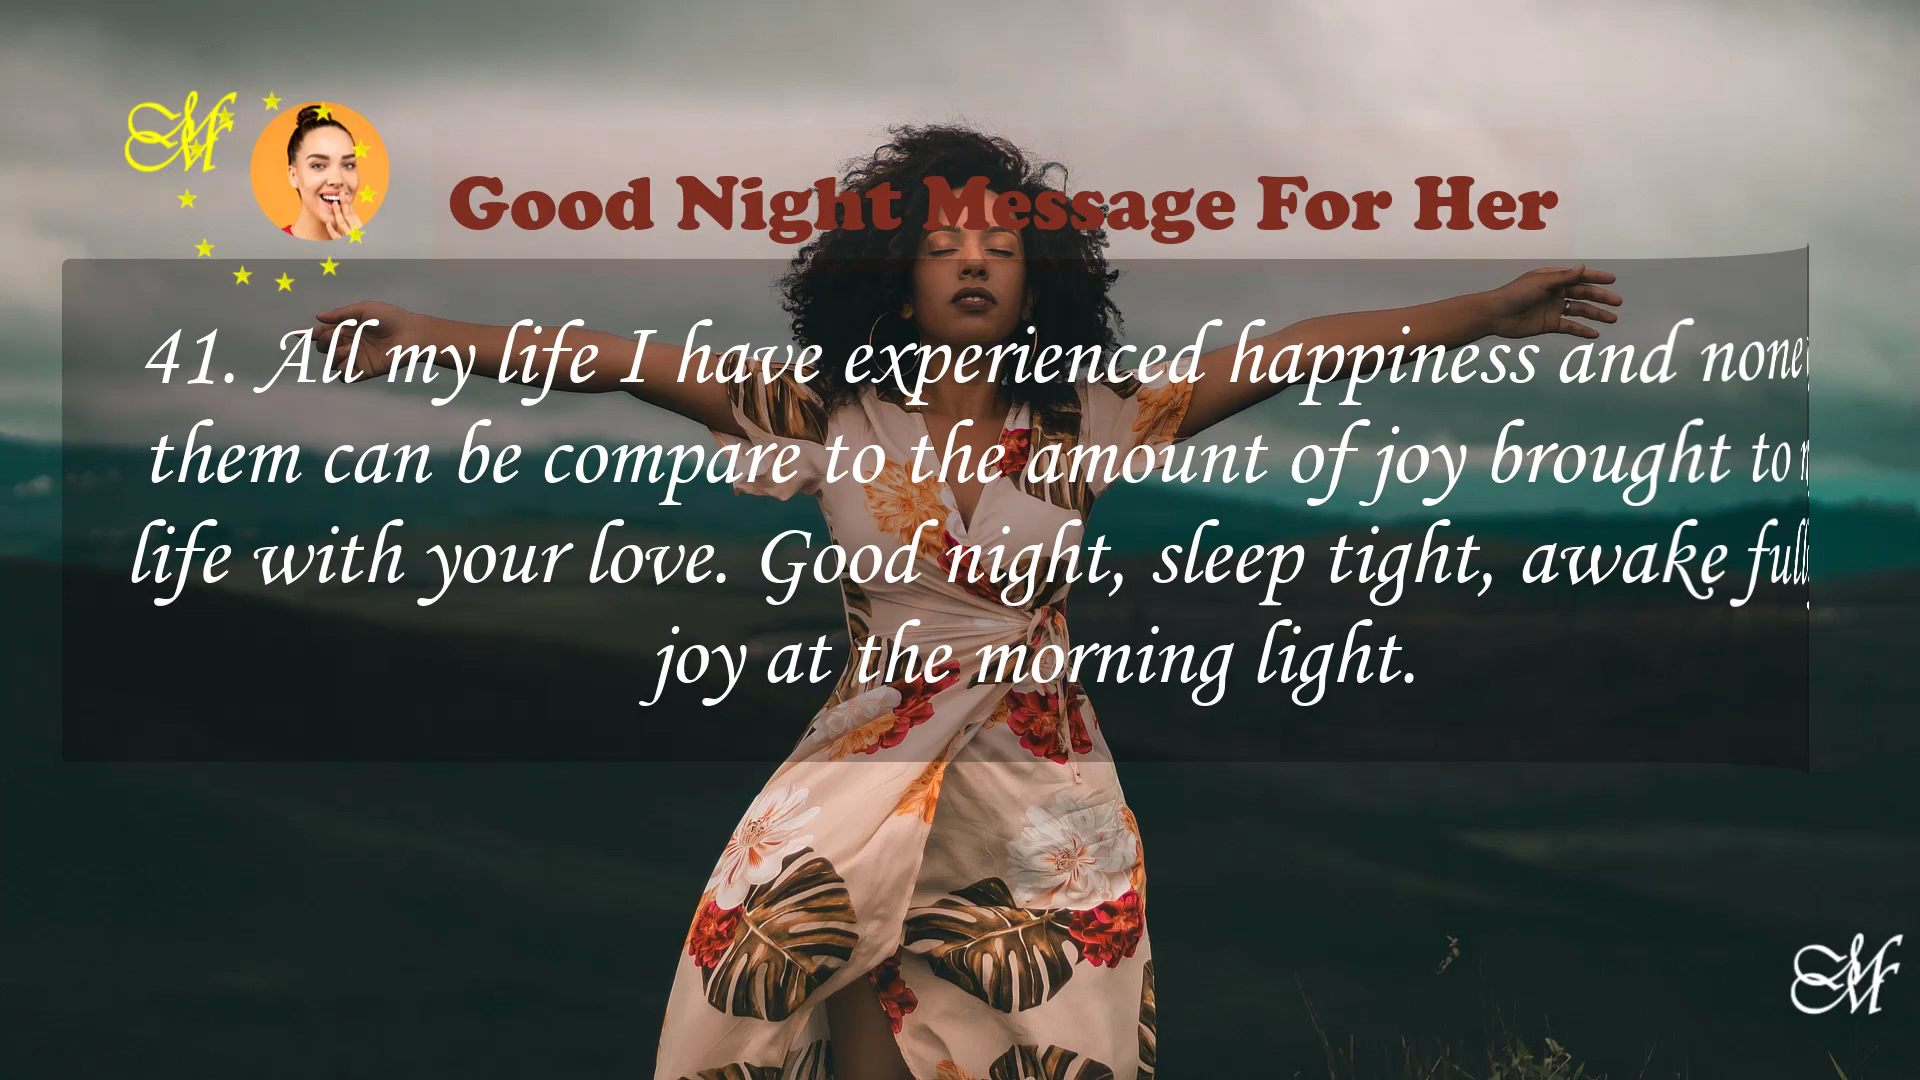 M
Good Night Message For Her
41. All my life I have experienced happiness and none
them can be compare to the amount of joy brought to
life with your love. Good night, sleep tight, awake
joy at the morning light.
M